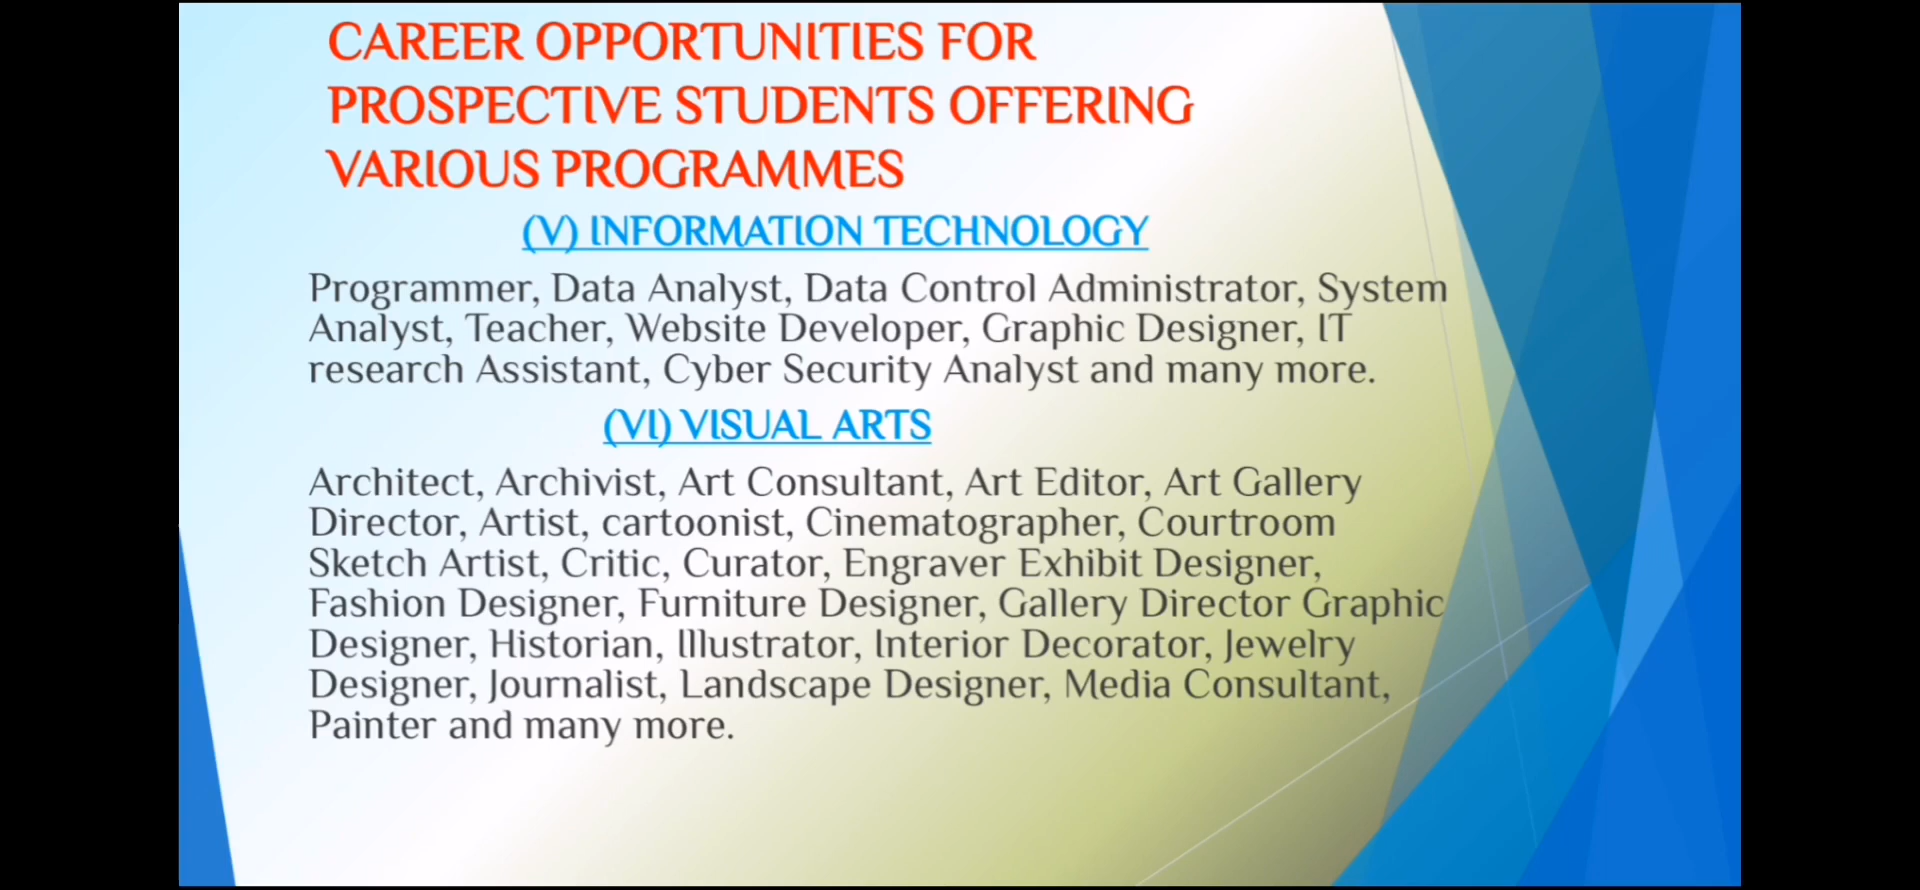 CAREER OPPORTUNITIES FOR
PROSPECTIVE STUDENTS OFFERING
VARIOUS PROGRAMMES
(V) INFORMATION TECHNOLOGY
Programmer, Data Analyst, Data Control Administrator, System
Analyst, Teacher, Website Developer, Graphic Designer, IT
research Assistant, Cyber Security Analyst and many more.
(VI) VISUAL ARTS
Architect, Archivist, Art Consultant, Art Editor, Art Gallery
Director, Artist, cartoonist, Cinematographer, Courtroom
Sketch Artist, Critic, Curator, Engraver Exhibit Designer,
Fashion Designer, Furniture Designer, Gallery Director Graphic
Designer, Historian, Illustrator, Interior Decorator, Jewelry
Designer, Journalist, Landscape Designer, Media Consultant,
Painter and many more.